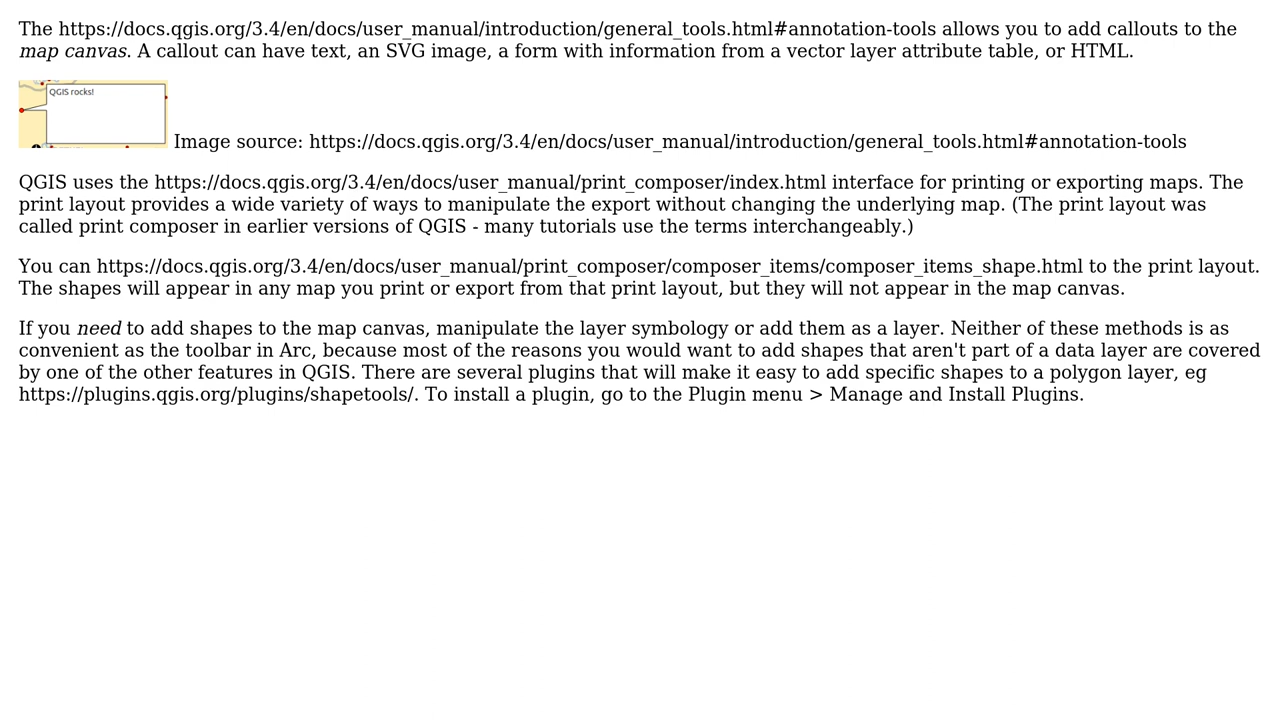 The https://docs.qgis.org/3.4/en/docs/user_manual/introduction/general_tools.html#annotation-tools allows you to add callouts to the
map canvas. A callout can have text, an SVG image, a form with information from a vector layer attribute table, or HTML.
QGIS rocks!
Image source: https://docs.qgis.org/3.4/en/docs/user_manual/introduction/general_tools.html#annotation-tools
QGIS uses the https://docs.qgis.org/3.4/en/docs/user_manual/print_composer/index.html interface for printing or exporting maps. The
print layout provides a wide variety of ways to manipulate the export without changing the underlying map. (The print layout was
called print composer in earlier versions of QGIS - many tutorials use the terms interchangeably.)
You can https://docs.qgis.org/3.4/en/docs/user_manual/print_composer/composer_items/composer_items_shape.html to the print layout.
The shapes will appear in any map you print or export from that print layout, but they will not appear in the map canvas.
If you need to add shapes to the map canvas, manipulate the layer symbology or add them as a layer. Neither of these methods is as
convenient as the toolbar in Arc, because most of the reasons you would want to add shapes that aren't part of a data layer are covered
by one of the other features in QGIS. There are several plugins that will make it easy to add specific shapes to a polygon layer, eg
https://plugins.qgis.org/plugins/shapetools/. To install a plugin, go to the Plugin menu > Manage and Install Plugins.